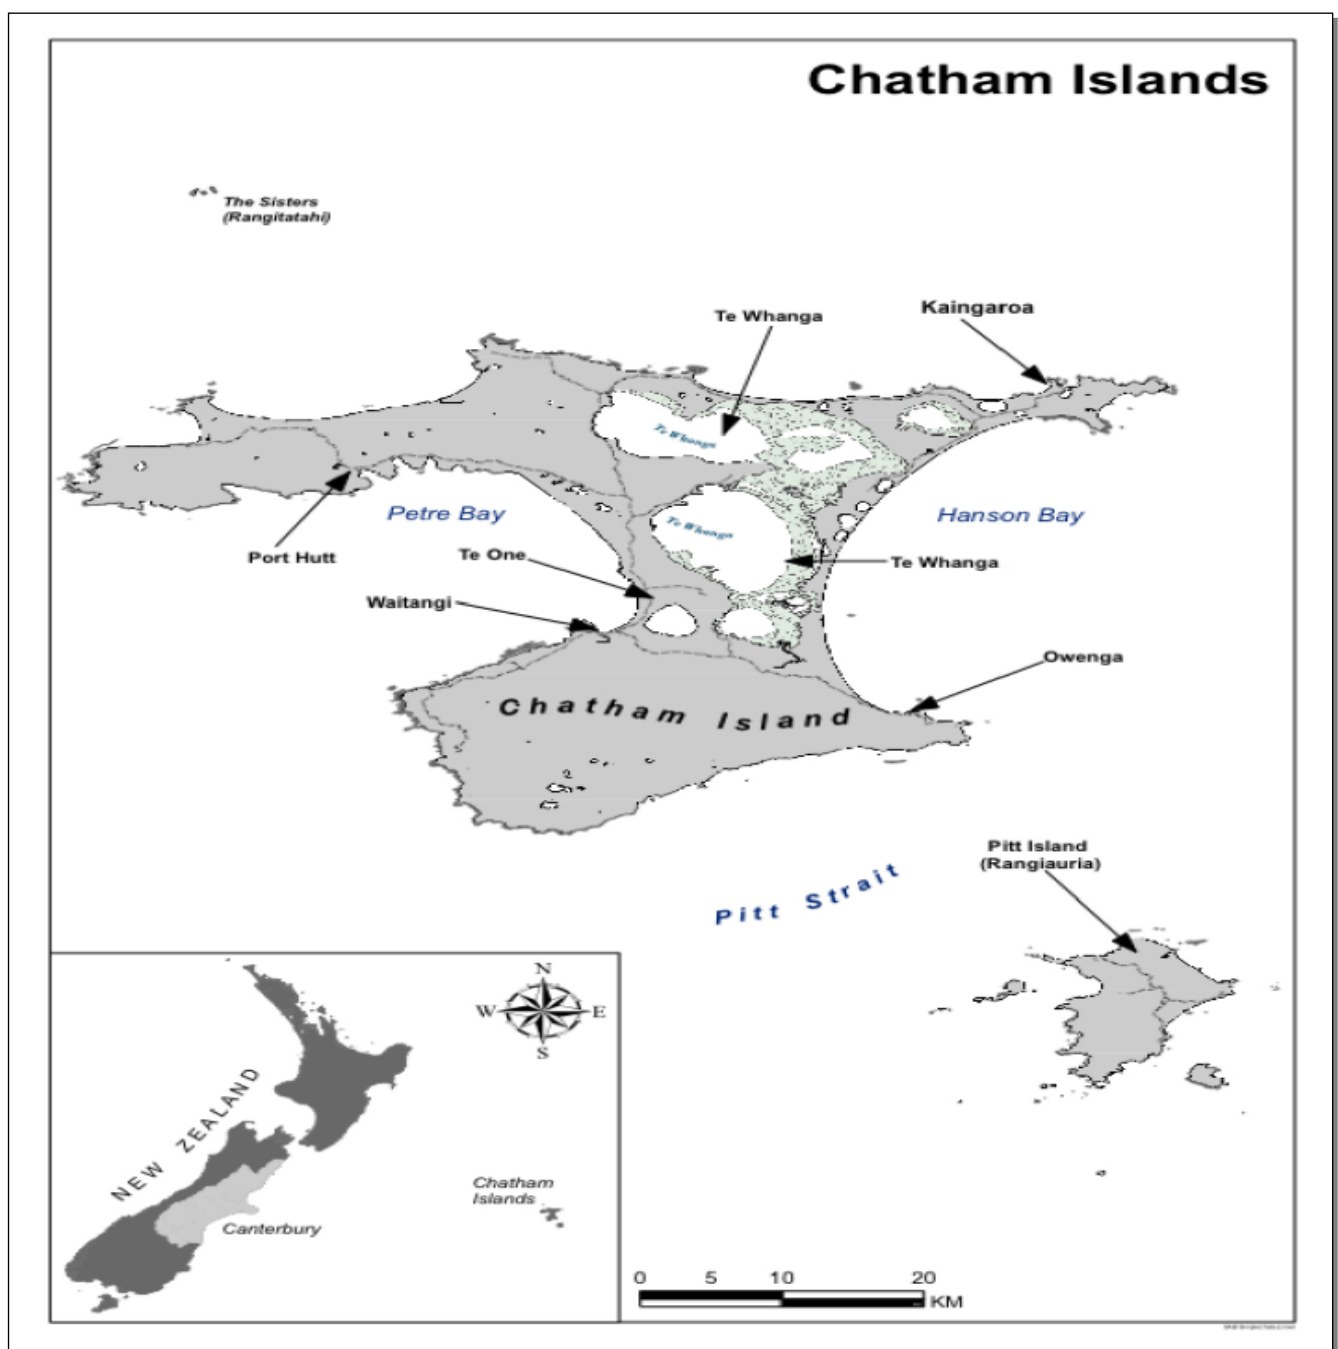 Chatham Islands
The Sisters
(Rangitatahi)
Te Whanga
Kaingaroa
Te Whanga
Petre Bay
Hanson Bay
Te Whanga
Port Hutt
Te One
Te Whanga
Waitangi
Owenga
Chatham Island
Pitt Island
(Rangiauria)
Pitt Strait
N
W
E
S
NEW ZEALAND
Chatham
Islands
Canterbury
0 5 10 20
KM